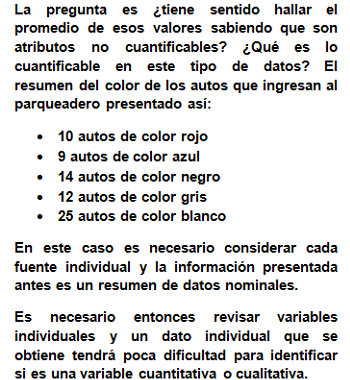 La pregunta es ¿tiene sentido hallar el
promedio de esos valores sabiendo que son
atributos no cuantificables? ¿Qué es lo
cuantificable en este tipo de datos? El
resumen del color de los autos que ingresan al
parqueadero presentado así:
• 10 autos de color rojo
• 9 autos de color azul
• 14 autos de color negro
• 12 autos de color gris
• 25 autos de color blanco
En este caso es necesario considerar cada
fuente individual y la información presentada
antes es un resumen de datos nominales.
Es necesario entonces revisar variables
individuales y un dato individual que se
obtiene tendrá poca dificultad para identificar
si es una variable cuantitativa o cualitativa.